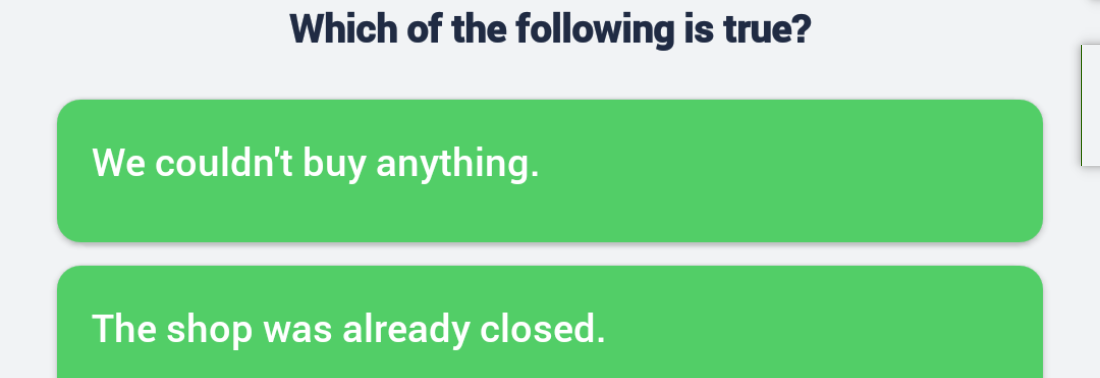 Which of the following is true?
We couldn't buy anything.
The shop was already closed.